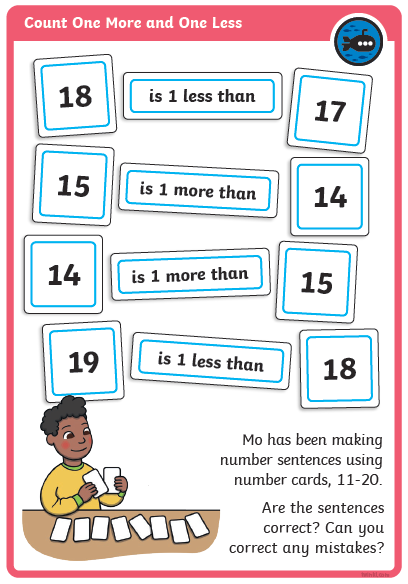 Count One More and One Less
18 is 1 less than 17
15 is 1 more than 14
14 is 1 more than 15
19 is 1 less than 18
Mo has been making
number sentences using
number cards, 11-20.
Are the sentences
correct? Can you
correct any mistakes?